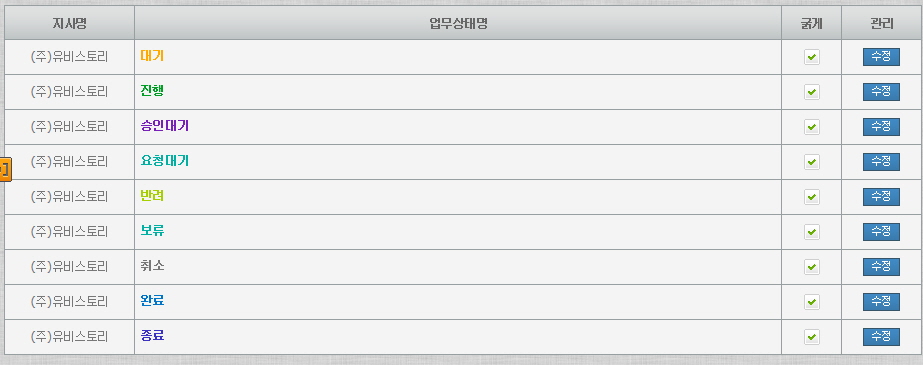 지사명 업무상태명 굵게 관리
(주)유비스토리 대기 수정
(주)유비스토리 진행 수정
(주)유비스토리 승인대기 수정
(주)유비스토리 요청대기 수정
(주)유비스토리 반려 수정
(주)유비스토리 보류 수정
(주)유비스토리 취소 수정
(주)유비스토리 완료 수정
(주)유비스토리 종료 수정